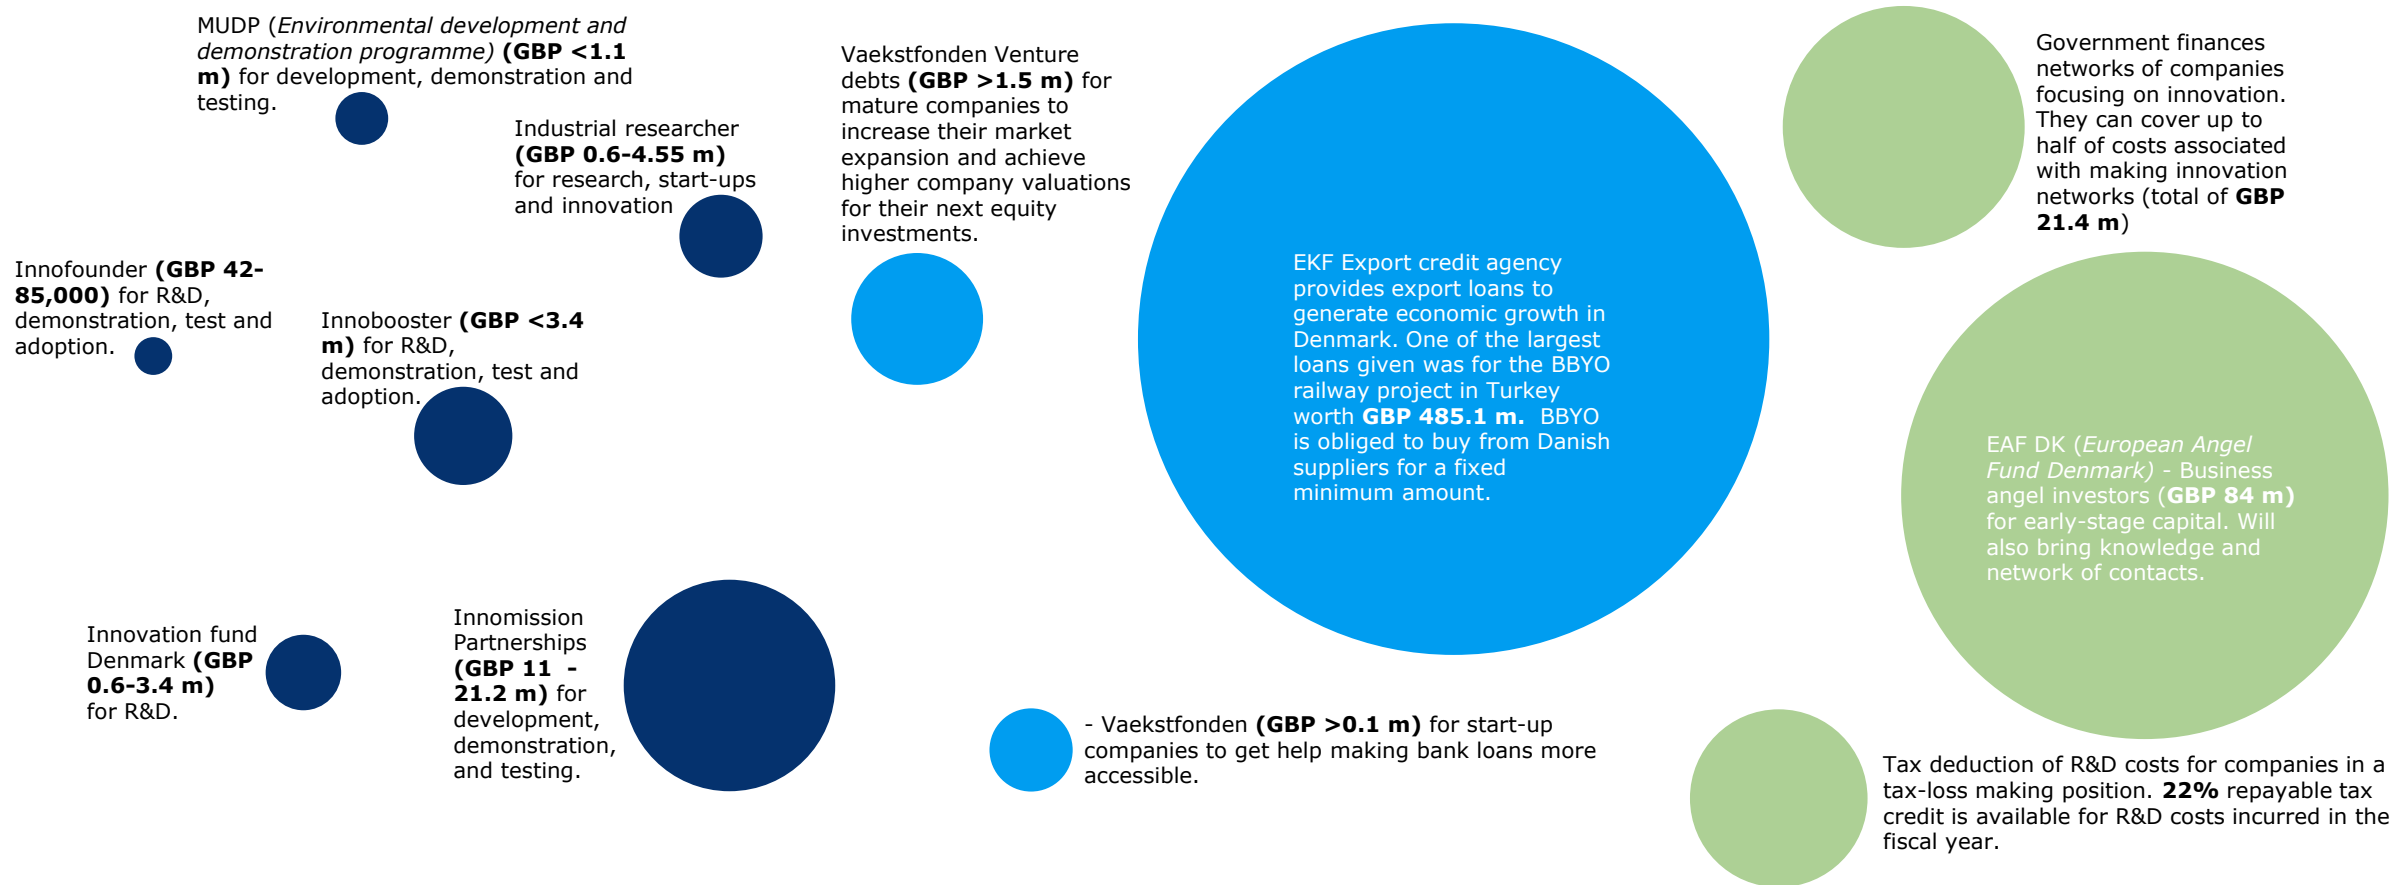 MUDP (Environmental development and
demonstration programme) (GBP <1.1
m) for development, demonstration and
testing.
Industrial researcher
(GBP 0.6-4.55 m)
for research, start-ups
and innovation
Innofounder (GBP 42-
85,000) for R&D,
demonstration, test and
adoption.
Innobooster (GBP <3.4
m) for R&D,
demonstration, test and
adoption.
Innovation fund
Denmark (GBP
0.6-3.4 m)
for R&D.
Innomission
Partnerships
(GBP 11 -
21.2 m) for
development,
demonstration,
and testing.
Vaekstfonden Venture
debts (GBP >1.5 m) for
mature companies to
increase their market
expansion and achieve
higher company valuations
for their next equity
investments.
EKF Export credit agency
provides export loans to
generate economic growth in
Denmark. One of the largest
loans given was for the BBYO
railway project in Turkey
worth GBP 485.1 m. BBYO
is obliged to buy from Danish
suppliers for a fixed
minimum amount.
- Vaekstfonden (GBP >0.1 m) for start-up
companies to get help making bank loans more
accessible.
Government finances
networks of companies
focusing on innovation.
They can cover up to
half of costs associated
with making innovation
networks (total of GBP
21.4 m)
EAF DK (European Angel
Fund Denmark) - Business
angel investors (GBP 84 m)
for early-stage capital. Will
also bring knowledge and
network of contacts.
Tax deduction of R&D costs for companies in a
tax-loss making position. 22% repayable tax
credit is available for R&D costs incurred in the
fiscal year.